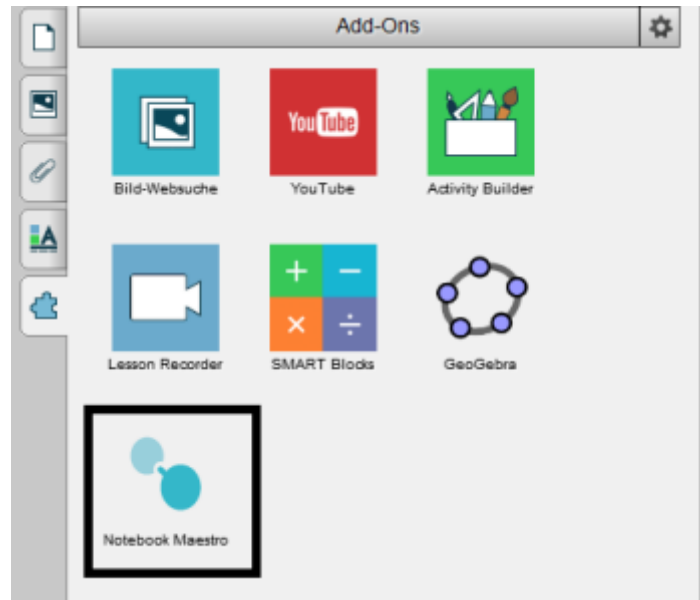 Add-Ons
You Tube
Bild-Websuche
YouTube
Activity Builder
Lesson Recorder
SMART Blocks
GeoGebra
Notebook Maestro